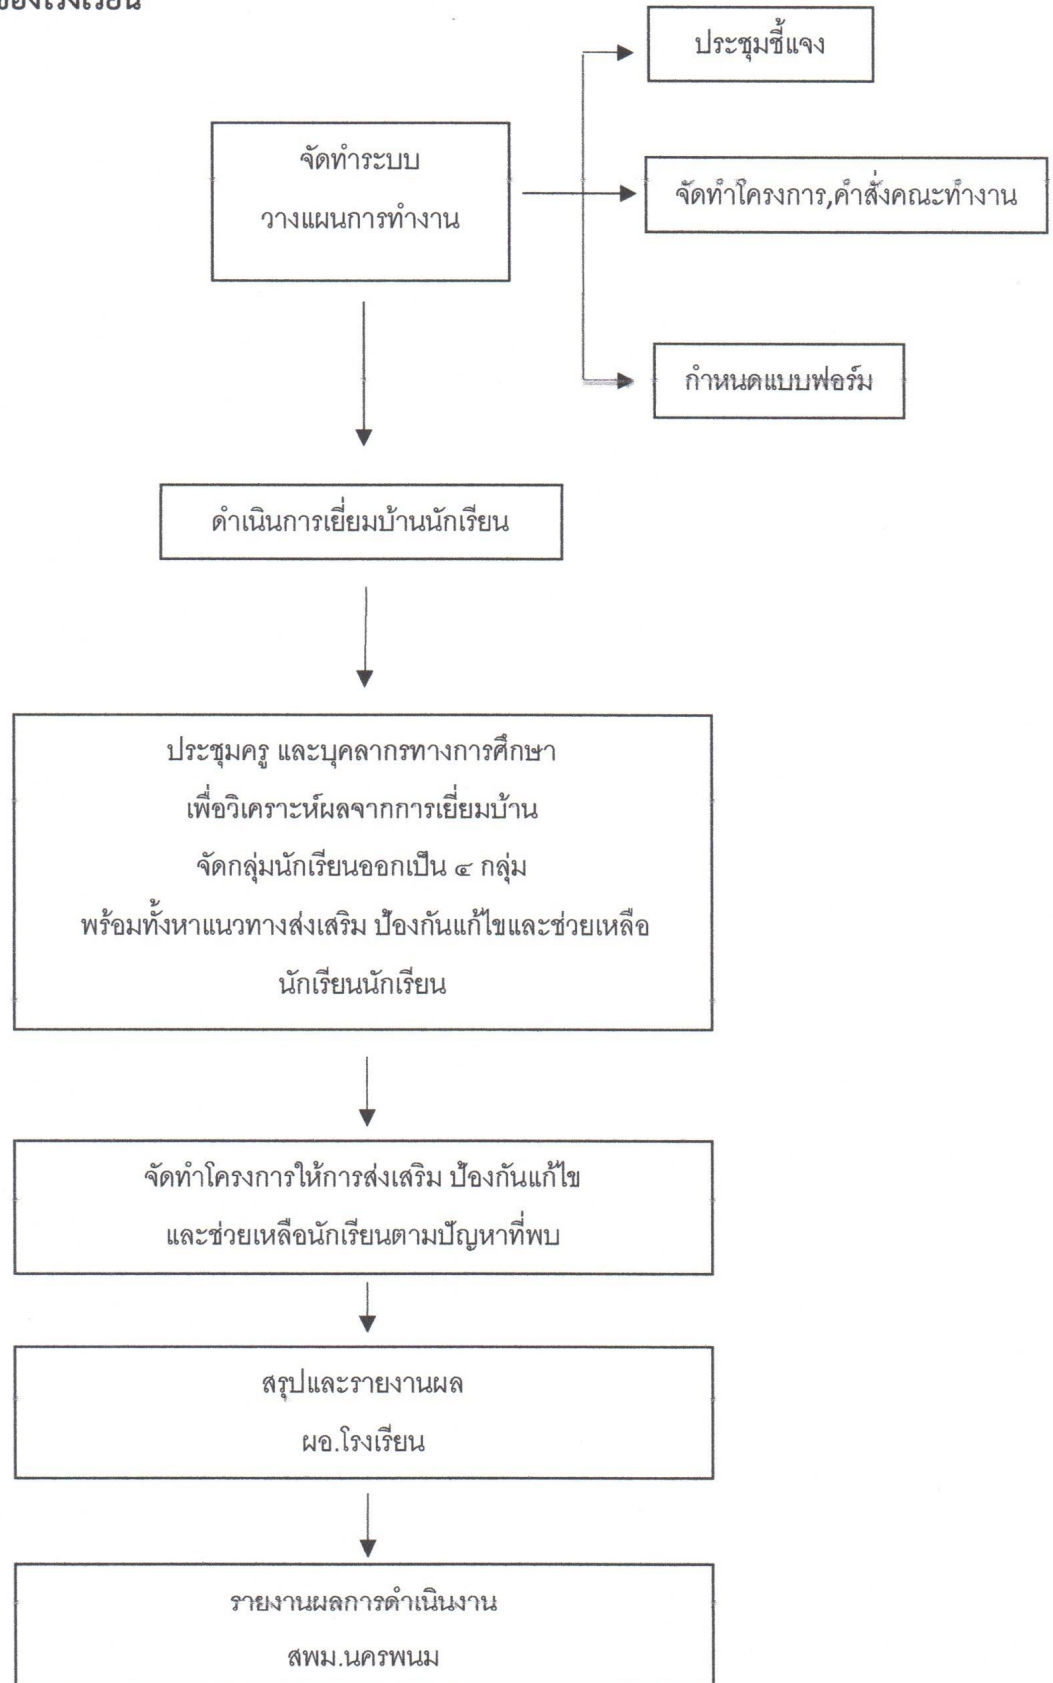 ของโรงเรียน
ประชุมชี้แจง
จัดทำระบบ
วางแผนการทำงาน
จัดทำโครงการ,คำสั่งคณะทำงาน
กำหนดแบบฟอร์ม
ดำเนินการเยี่ยมบ้านนักเรียน
ประชุมครู และบุคลากรทางการศึกษา
เพื่อวิเคราะห์ผลจากการเยี่ยมบ้าน
จัดกลุ่มนักเรียนออกเป็น ๔ กลุ่ม
พร้อมทั้งหาแนวทางส่งเสริม ป้องกันแก้ไขและช่วยเหลือ
นักเรียนนักเรียน
จัดทำโครงการให้การส่งเสริม ป้องกันแก้ไข
และช่วยเหลือนักเรียนตามปัญหาที่พบ
สรุปและรายงานผล
ผอ.โรงเรียน
รายงานผลการดำเนินงาน
สพม.นครพนม